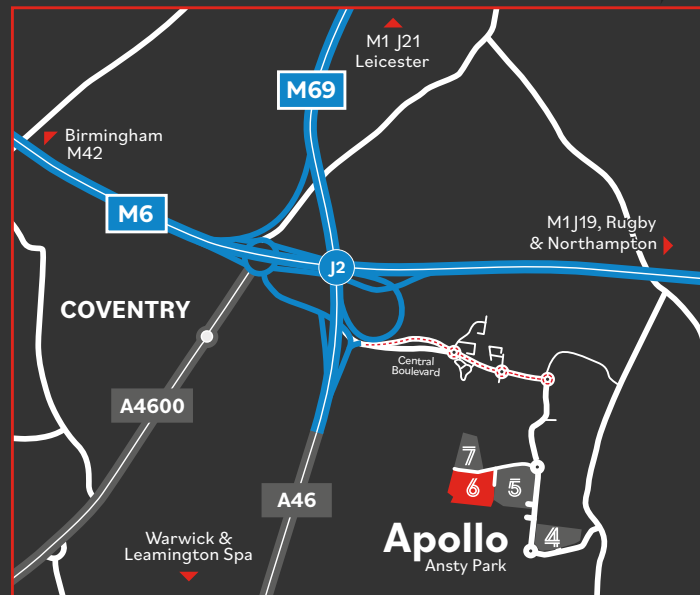 M1 J21
Leicester
M69
Birmingham
M42
M6
M1 J19, Rugby
& Northampton
J2
COVENTRY
Central
Boulevard
A4600
7
6
5
A46
4
Apollo
Ansty Park
Warwick &
Leamington Spa